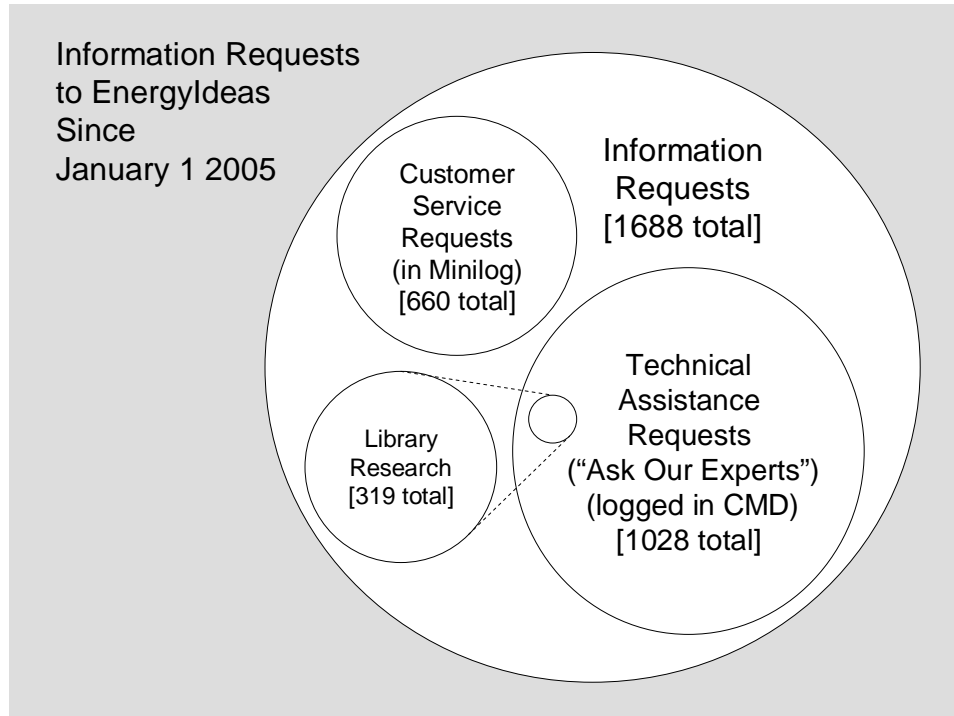 Information Requests
to EnergyIdeas
Since
January 1 2005
Information
Requests
[1688 total]
Customer
Service
Requests
(in Minilog)
[660 total]
Technical
Assistance
Requests
(“Ask Our Experts”)
(logged in CMD)
[1028 total]
Library
Research
[319 total]